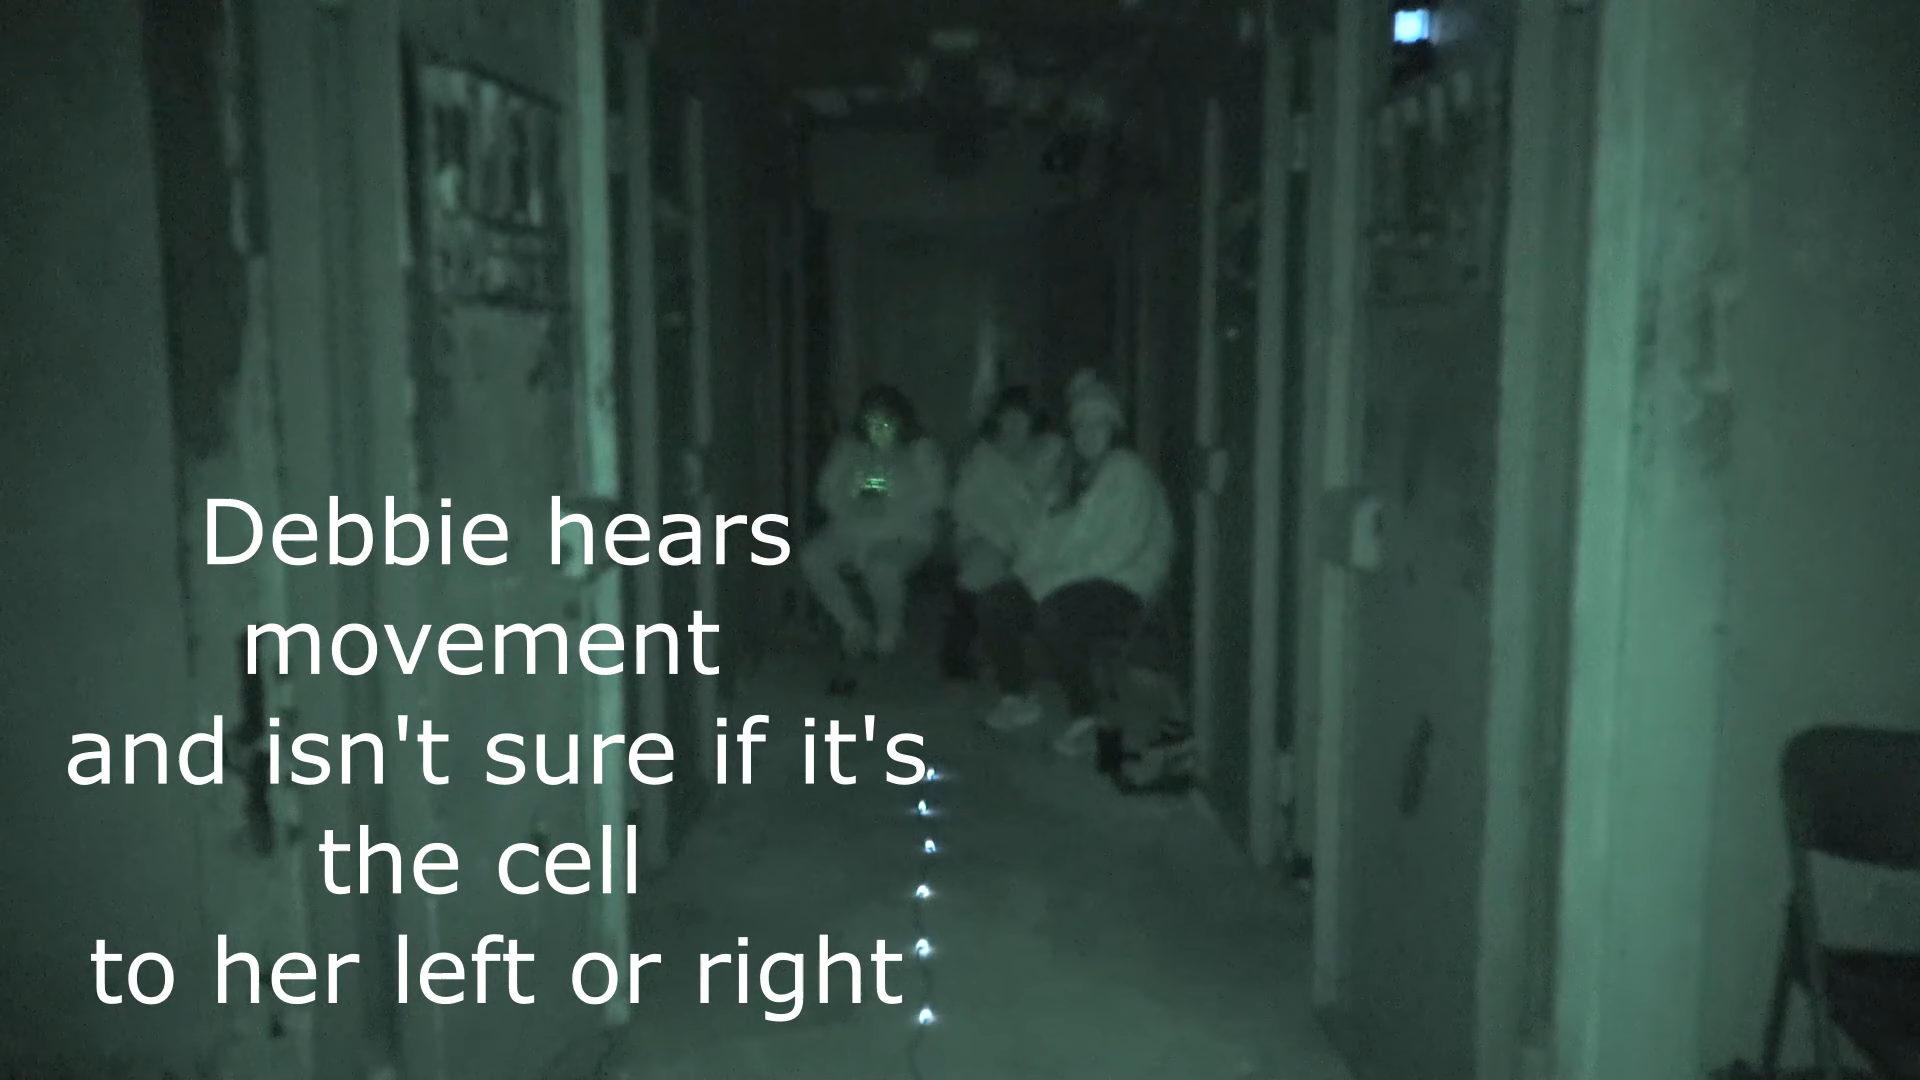 Debbie hears
movement
and isn't sure if it's
the cell
to her left or right